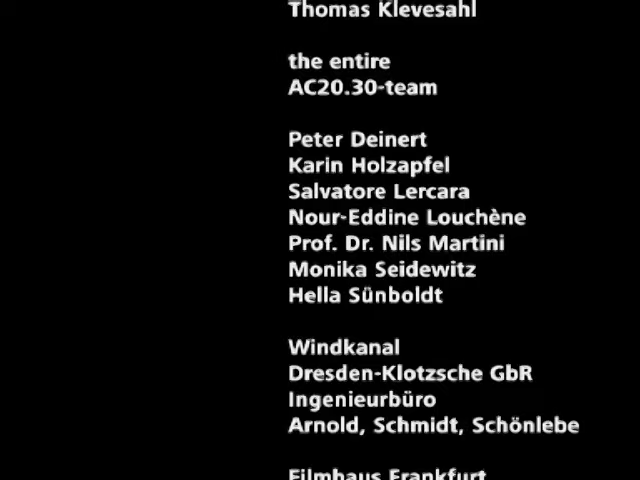 Thomas Klevesahl
the entire
AC20.30-team
Peter Deinert
Karin Holzapfel
Salvatore Lercara
Nour-Eddine Louchène
Prof. Dr. Nils Martini
Monika Seidewitz
Hella Sünboldt
Windkanal
Dresden-Klotzsche GbR
Ingenieurbüro
Arnold, Schmidt, Schönlebe
Filmhaus Frankfurt